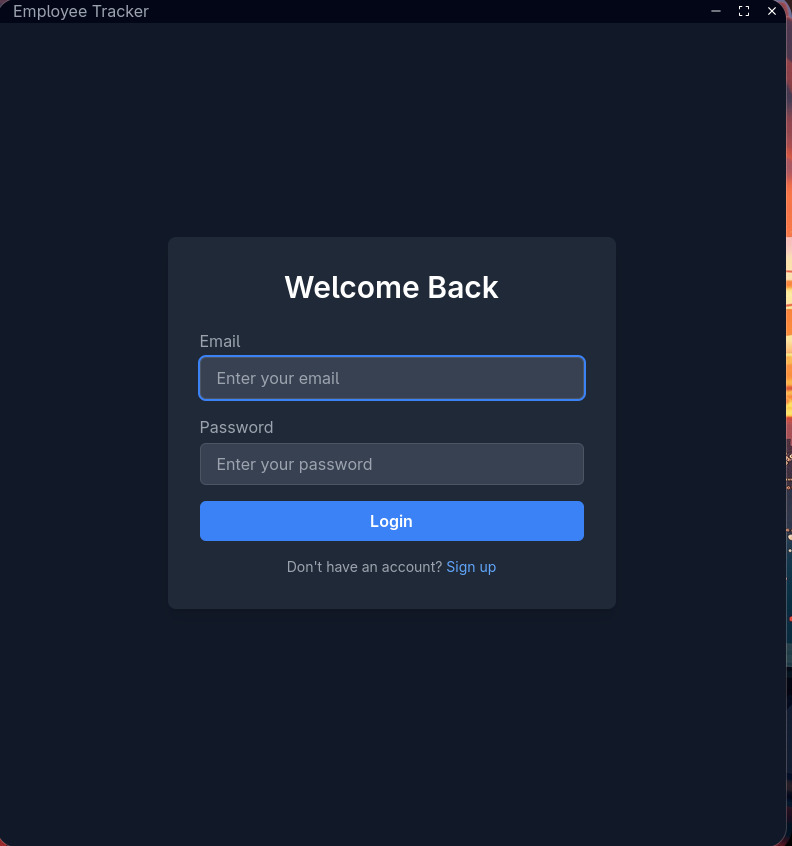 Employee Tracker
Welcome Back
Email
Enter your email
Password
Enter your password
Login
Don't have an account? Sign up